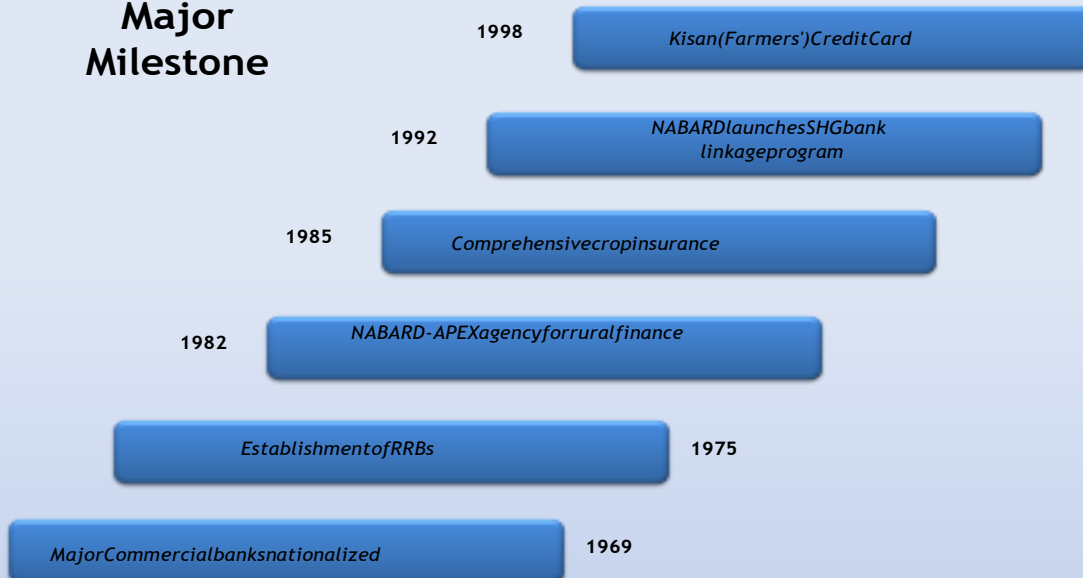 Major
Milestone
1998
Kisan(Farmers')CreditCard
1992
NABARDlaunchesSHGbank
linkageprogram
1985
Comprehensivecropinsurance
1982
NABARD-APEXagencyforruralfinance
EstablishmentofRRBs
1975
MajorCommercialbanksnationalized
1969